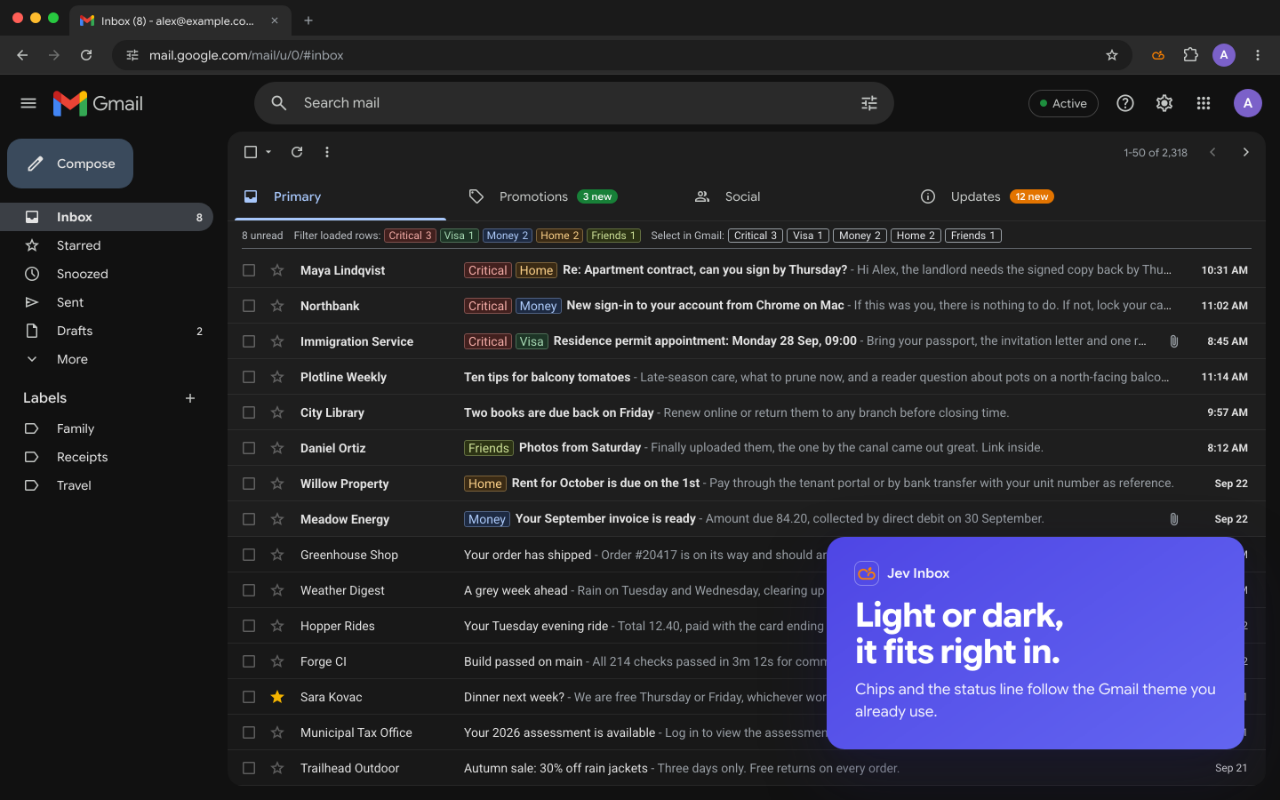 Inbox (8) - alex@example.co...
mail.google.com/mail/u/0/#inbox
A
Gmail
Search mail
Active
A
Compose
1-50 of 2,318
Primary
Promotions 3 new
Social
Updates 12 new
Inbox 8
Starred
Snoozed
Sent
Drafts 2
More
Labels
Family
Receipts
Travel
8 unread Filter loaded rows: Critical 3 Visa 1 Money 2 Home 2 Friends 1 Select in Gmail: Critical 3 Visa 1 Money 2 Home 2 Friends 1
Maya Lindqvist Critical Home Re: Apartment contract, can you sign by Thursday? - Hi Alex, the landlord needs the signed copy back by Thu... 10:31 AM
Northbank Critical Money New sign-in to your account from Chrome on Mac - If this was you, there is nothing to do. If not, lock your ca... 11:02 AM
Immigration Service Critical Visa Residence permit appointment: Monday 28 Sep, 09:00 - Bring your passport, the invitation letter and one r... 8:45 AM
Plotline Weekly Ten tips for balcony tomatoes - Late-season care, what to prune now, and a reader question about pots on a north-facing balco... 11:14 AM
City Library Two books are due back on Friday - Renew online or return them to any branch before closing time. 9:57 AM
Daniel Ortiz Friends Photos from Saturday - Finally uploaded them, the one by the canal came out great. Link inside. 8:12 AM
Willow Property Home Rent for October is due on the 1st - Pay through the tenant portal or by bank transfer with your unit number as reference. Sep 22
Meadow Energy Money Your September invoice is ready - Amount due 84.20, collected by direct debit on 30 September. Sep 22
Greenhouse Shop Your order has shipped - Order #20417 is on its way and should
Weather Digest A grey week ahead - Rain on Tuesday and Wednesday, clearing up
Hopper Rides Your Tuesday evening ride - Total 12.40, paid with the card ending
Forge CI Build passed on main - All 214 checks passed in 3m 12s for
Sara Kovac Dinner next week? - We are free Thursday or Friday, whichever
Municipal Tax Office Your 2026 assessment is available - Log in to view the
Trailhead Outdoor Autumn sale: 30% off rain jackets - Three days only. Free returns on every order. Sep 21
Jev Inbox
Light or dark,
it fits right in.
Chips and the status line follow the Gmail theme you
already use.